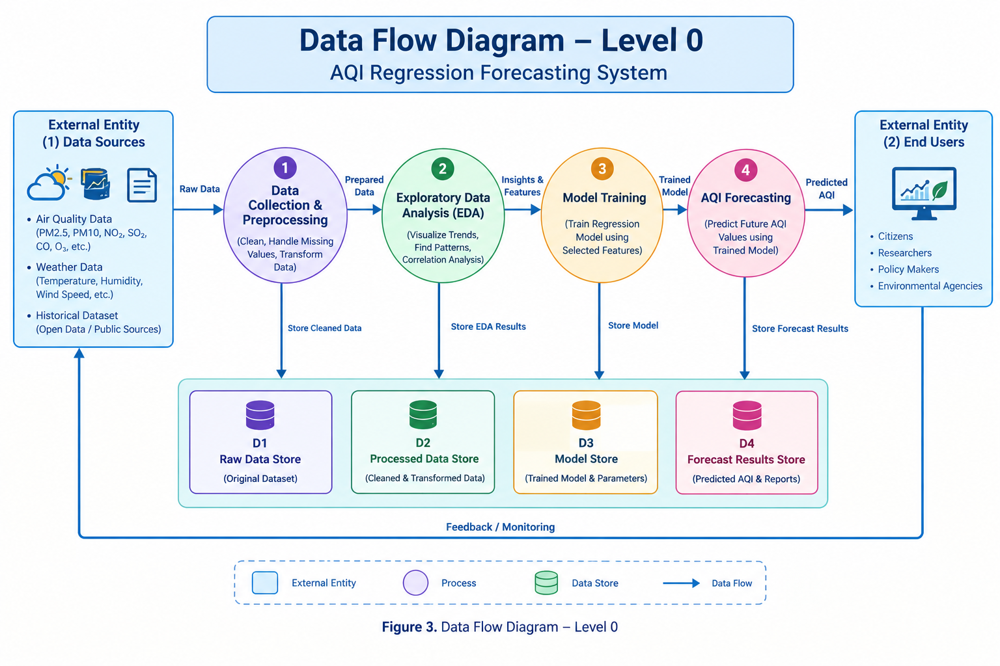 Data Flow Diagram – Level 0
AQI Regression Forecasting System
External Entity
(1) Data Sources
• Air Quality Data
(PM2.5, PM10, NO₂, SO₂,
CO, O₃, etc.)
• Weather Data
(Temperature, Humidity,
Wind Speed, etc.)
• Historical Dataset
(Open Data / Public Sources)
Raw Data
1
Data
Collection &
Preprocessing
(Clean, Handle Missing
Values, Transform
Data)
Prepared
Data
2
Exploratory Data
Analysis (EDA)
(Visualize Trends,
Find Patterns,
Correlation Analysis)
Insights &
Features
3
Model Training
(Train Regression
Model using
Selected Features)
Trained
Model
4
AQI Forecasting
(Predict Future AQI
Values using
Trained Model)
Predicted
AQI
External Entity
(2) End Users
• Citizens
• Researchers
• Policy Makers
• Environmental Agencies
Store Cleaned Data
Store EDA Results
Store Model
Store Forecast Results
D1
Raw Data Store
(Original Dataset)
D2
Processed Data Store
(Cleaned & Transformed Data)
D3
Model Store
(Trained Model & Parameters)
D4
Forecast Results Store
(Predicted AQI & Reports)
Feedback / Monitoring
External Entity
Process
Data Store
Data Flow
Figure 3. Data Flow Diagram – Level 0